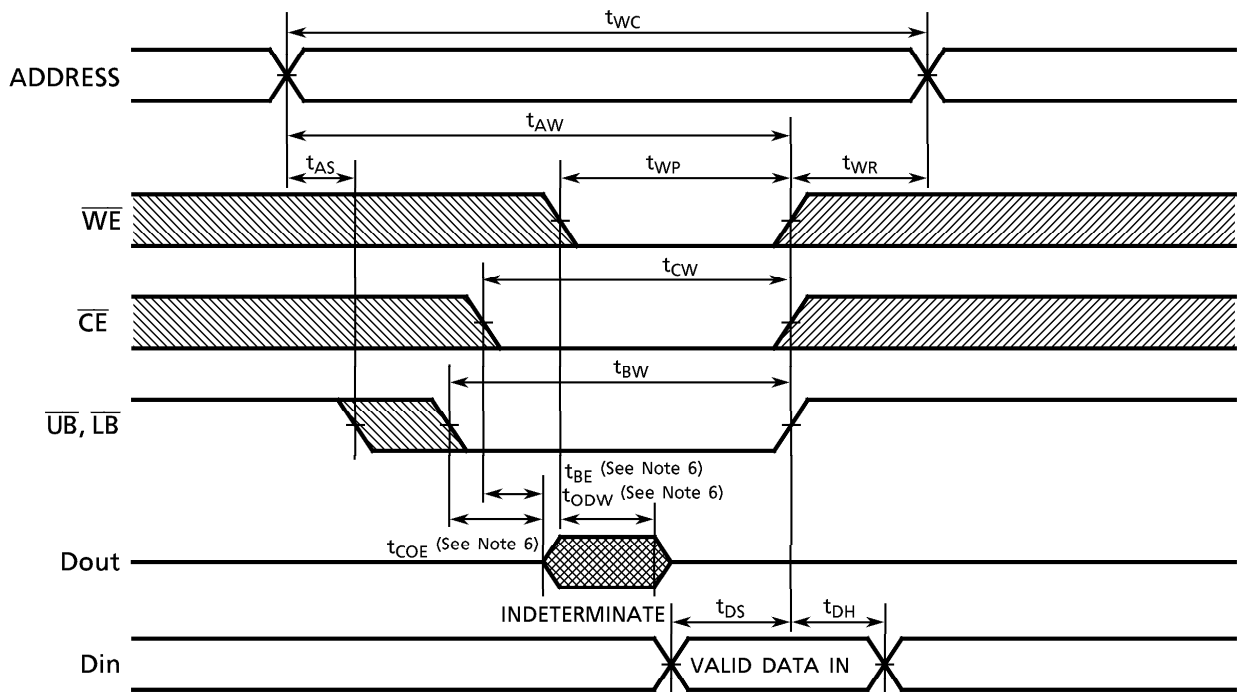 tWC
ADDRESS
tAW
tAS
tWP
tWR
WE
tCW
CE
tBW
UB, LB
tBE (See Note 6)
tODW (See Note 6)
tCOE (See Note 6)
Dout
INDETERMINATE
tDS
tDH
Din
VALID DATA IN